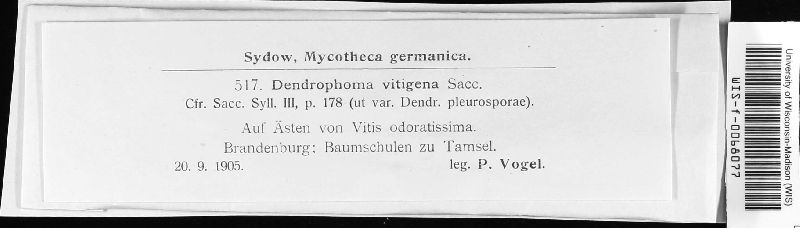 Sydow, Mycotheca germanica.
517. Dendrophoma vitigena Sacc.
Cfr. Sacc. Syll. III, p. 178 (ut var. Dendr. pleurosporae).
Auf Ästen von Vitis odoratissima.
Brandenburg: Baumschulen zu Tamsel.
20. 9. 1905. leg. P. Vogel.
University of Wisconsin-Madison (WIS)
WIS-f-0068077